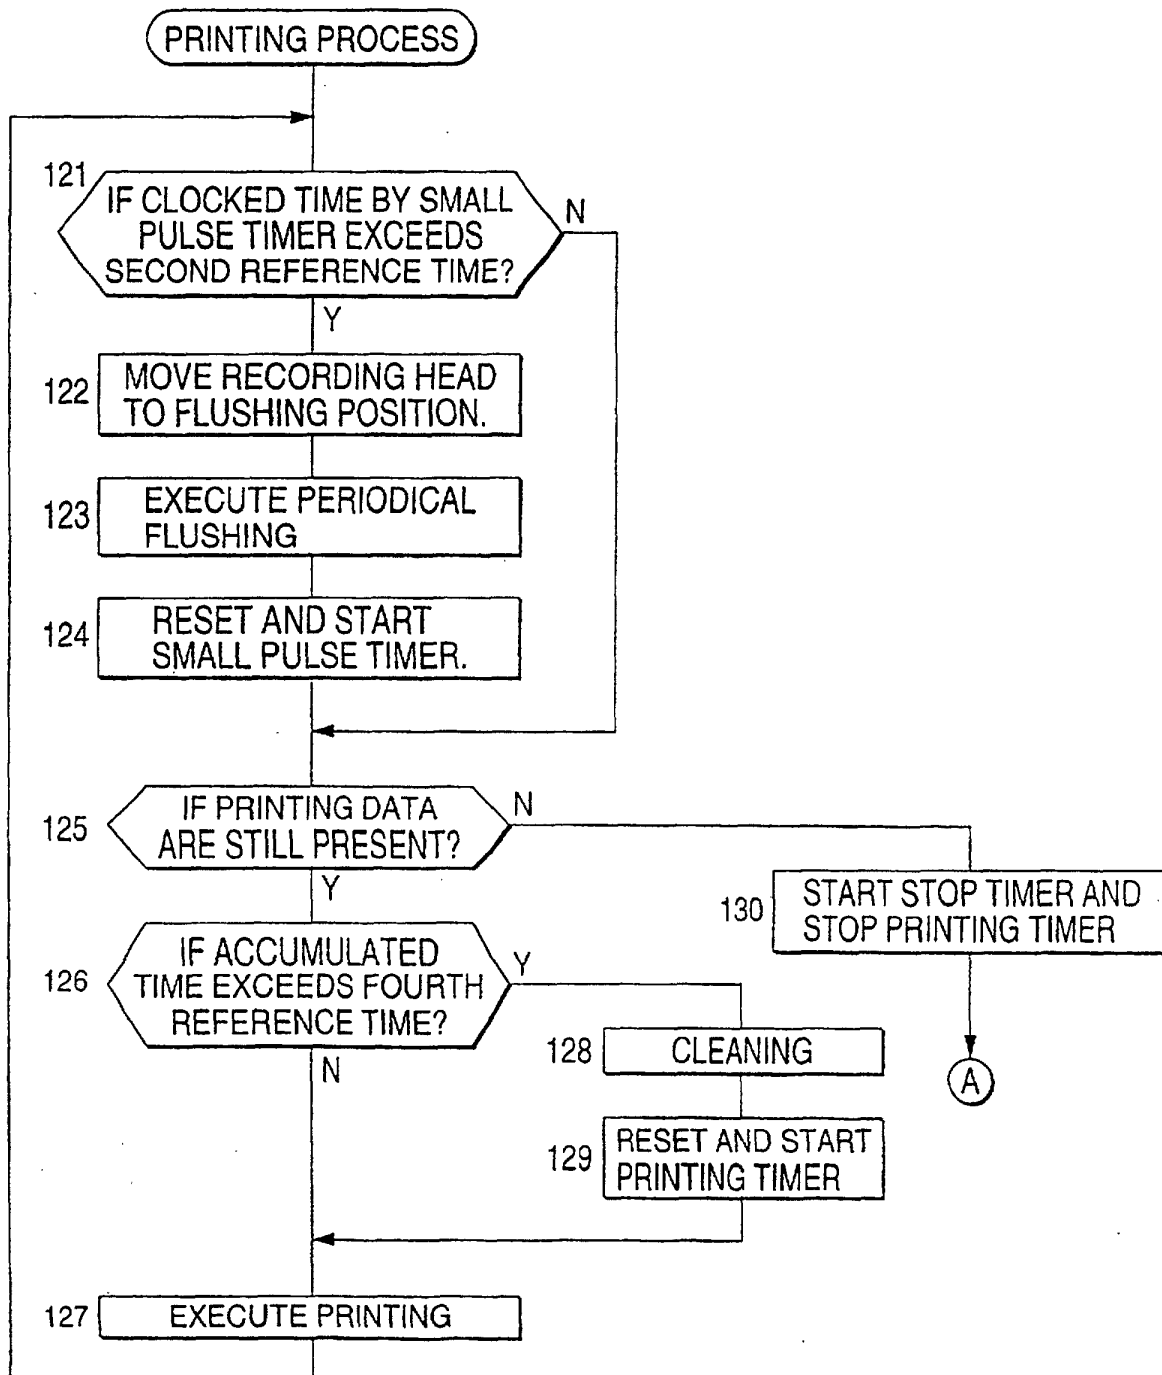 PRINTING PROCESS
121
IF CLOCKED TIME BY SMALL
PULSE TIMER EXCEEDS
SECOND REFERENCE TIME?
N
Y
122
MOVE RECORDING HEAD
TO FLUSHING POSITION.
123
EXECUTE PERIODICAL
FLUSHING
124
RESET AND START
SMALL PULSE TIMER.
125
IF PRINTING DATA
ARE STILL PRESENT?
N
Y
130
START STOP TIMER AND
STOP PRINTING TIMER
A
126
IF ACCUMULATED
TIME EXCEEDS FOURTH
REFERENCE TIME?
Y
N
128
CLEANING
129
RESET AND START
PRINTING TIMER
127
EXECUTE PRINTING